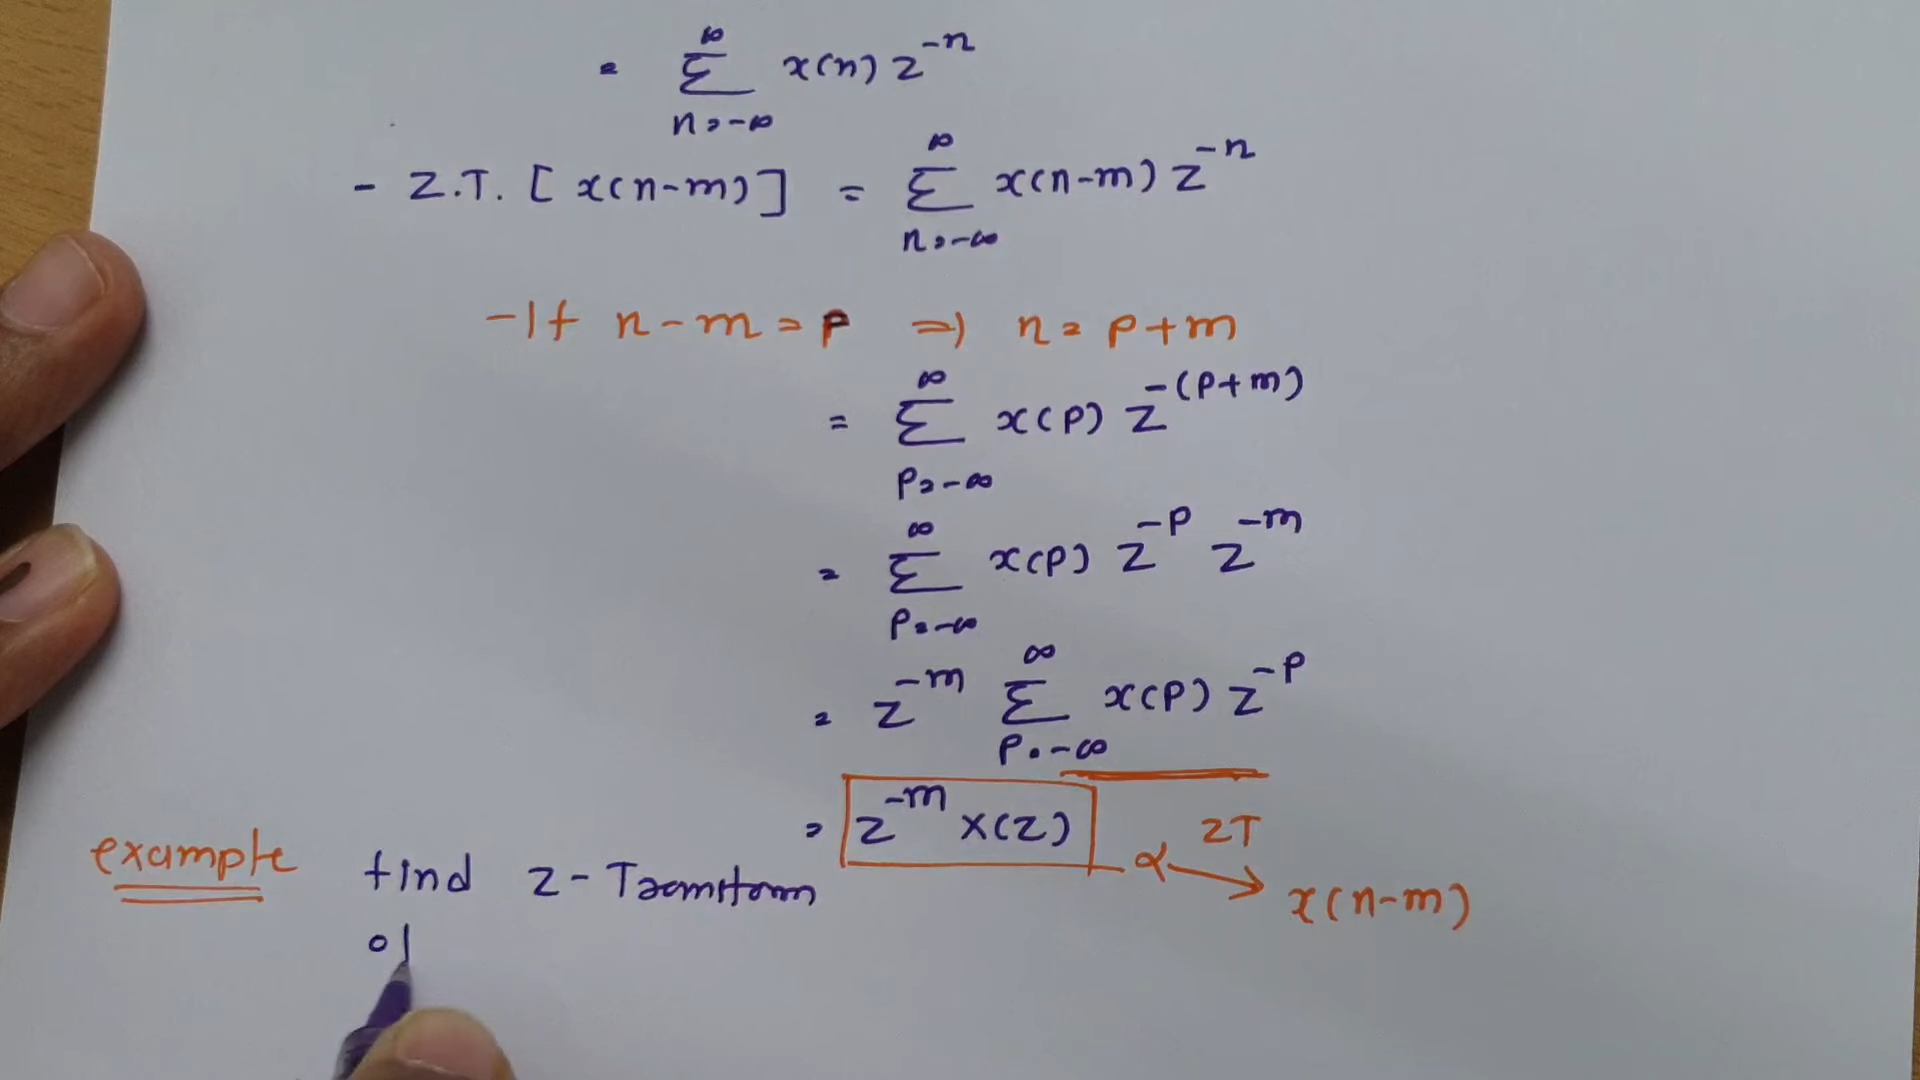 = ∞ Σ n=-∞ x(n) z^-n
- Z.T. [ x(n-m) ] = ∞ Σ n=-∞ x(n-m) z^-n
- If n-m = p => n = p+m
= ∞ Σ p=-∞ x(p) z^-(p+m)
= ∞ Σ p=-∞ x(p) z^-p z^-m
= z^-m ∞ Σ p=-∞ x(p) z^-p
= z^-m X(z) ZT x(n-m)
example find z-Transform
of